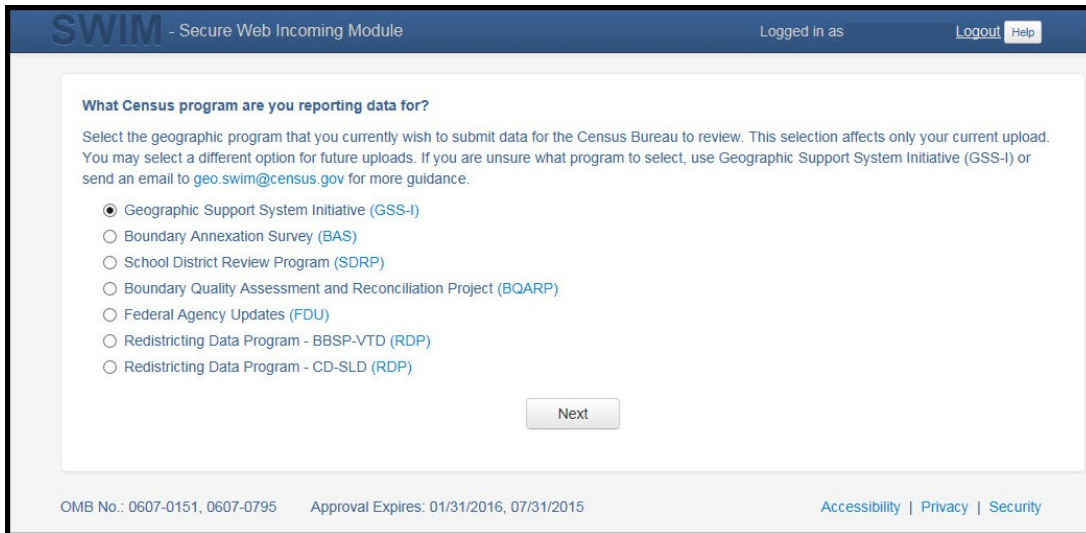 SWIM - Secure Web Incoming Module Logged in as Logout Help
What Census program are you reporting data for?
Select the geographic program that you currently wish to submit data for the Census Bureau to review. This selection affects only your current upload.
You may select a different option for future uploads. If you are unsure what program to select, use Geographic Support System Initiative (GSS-I) or
send an email to geo.swim@census.gov for more guidance.
Geographic Support System Initiative (GSS-I)
Boundary Annexation Survey (BAS)
School District Review Program (SDRP)
Boundary Quality Assessment and Reconciliation Project (BQARP)
Federal Agency Updates (FDU)
Redistricting Data Program - BBSP-VTD (RDP)
Redistricting Data Program - CD-SLD (RDP)
Next
OMB No.: 0607-0151, 0607-0795 Approval Expires: 01/31/2016, 07/31/2015 Accessibility | Privacy | Security